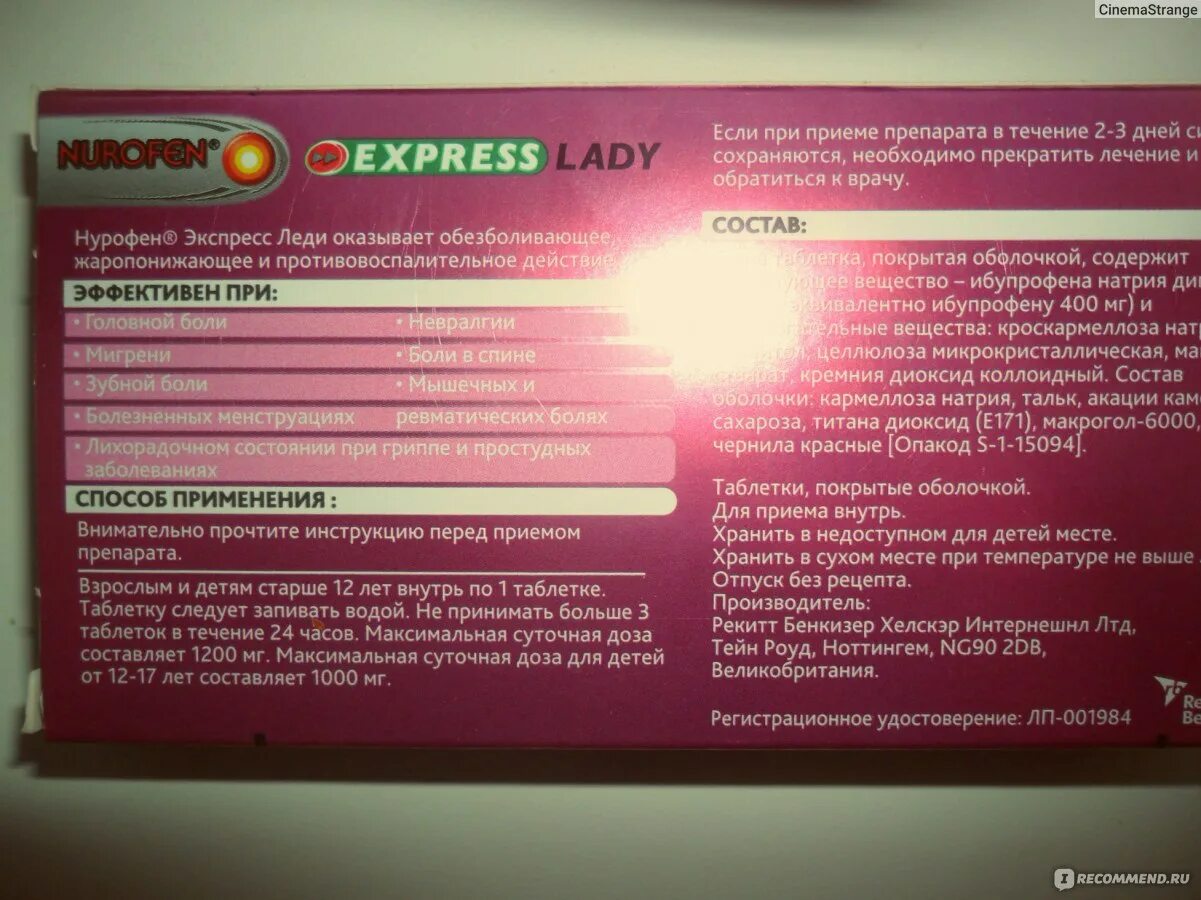 CinemaStrange
NUROFEN®
EXPRESS LADY
Нурофен® Экспресс Леди оказывает обезболивающее,
жаропонижающее и противовоспалительное действие
ЭФФЕКТИВЕН ПРИ:
• Головной боли
• Мигрени
• Зубной боли
• Болезненных менструациях
• Лихорадочном состоянии при гриппе и простудных
заболеваниях
• Невралгии
• Боли в спине
• Мышечных и
ревматических болях
СПОСОБ ПРИМЕНЕНИЯ :
Внимательно прочтите инструкцию перед приемом
препарата.
Взрослым и детям старше 12 лет внутрь по 1 таблетке.
Таблетку следует запивать водой. Не принимать больше 3
таблеток в течение 24 часов. Максимальная суточная доза
составляет 1200 мг. Максимальная суточная доза для детей
от 12-17 лет составляет 1000 мг.
Если при приеме препарата в течение 2-3 дней
сохраняются, необходимо прекратить лечение и
обратиться к врачу.
СОСТАВ:
покрытая оболочкой, содержит
вещество – ибупрофена натрия
ибупрофену 400 мг) и
вещества: кроскармеллоза
целлюлоза микрокристаллическая,
кремния диоксид коллоидный. Состав
оболочки: кармеллоза натрия, тальк, акации
сахароза, титана диоксид (Е171), макрогол-6000,
чернила красные [Опакод S-1-15094].
Таблетки, покрытые оболочкой.
Для приема внутрь.
Хранить в недоступном для детей месте.
Хранить в сухом месте при температуре не выше
Отпуск без рецепта.
Производитель:
Рекитт Бенкизер Хелскэр Интернешнл Лтд,
Тейн Роуд, Ноттингем, NG90 2DB,
Великобритания.
Регистрационное удостоверение: ЛП-001984
IRECOMMEND.RU